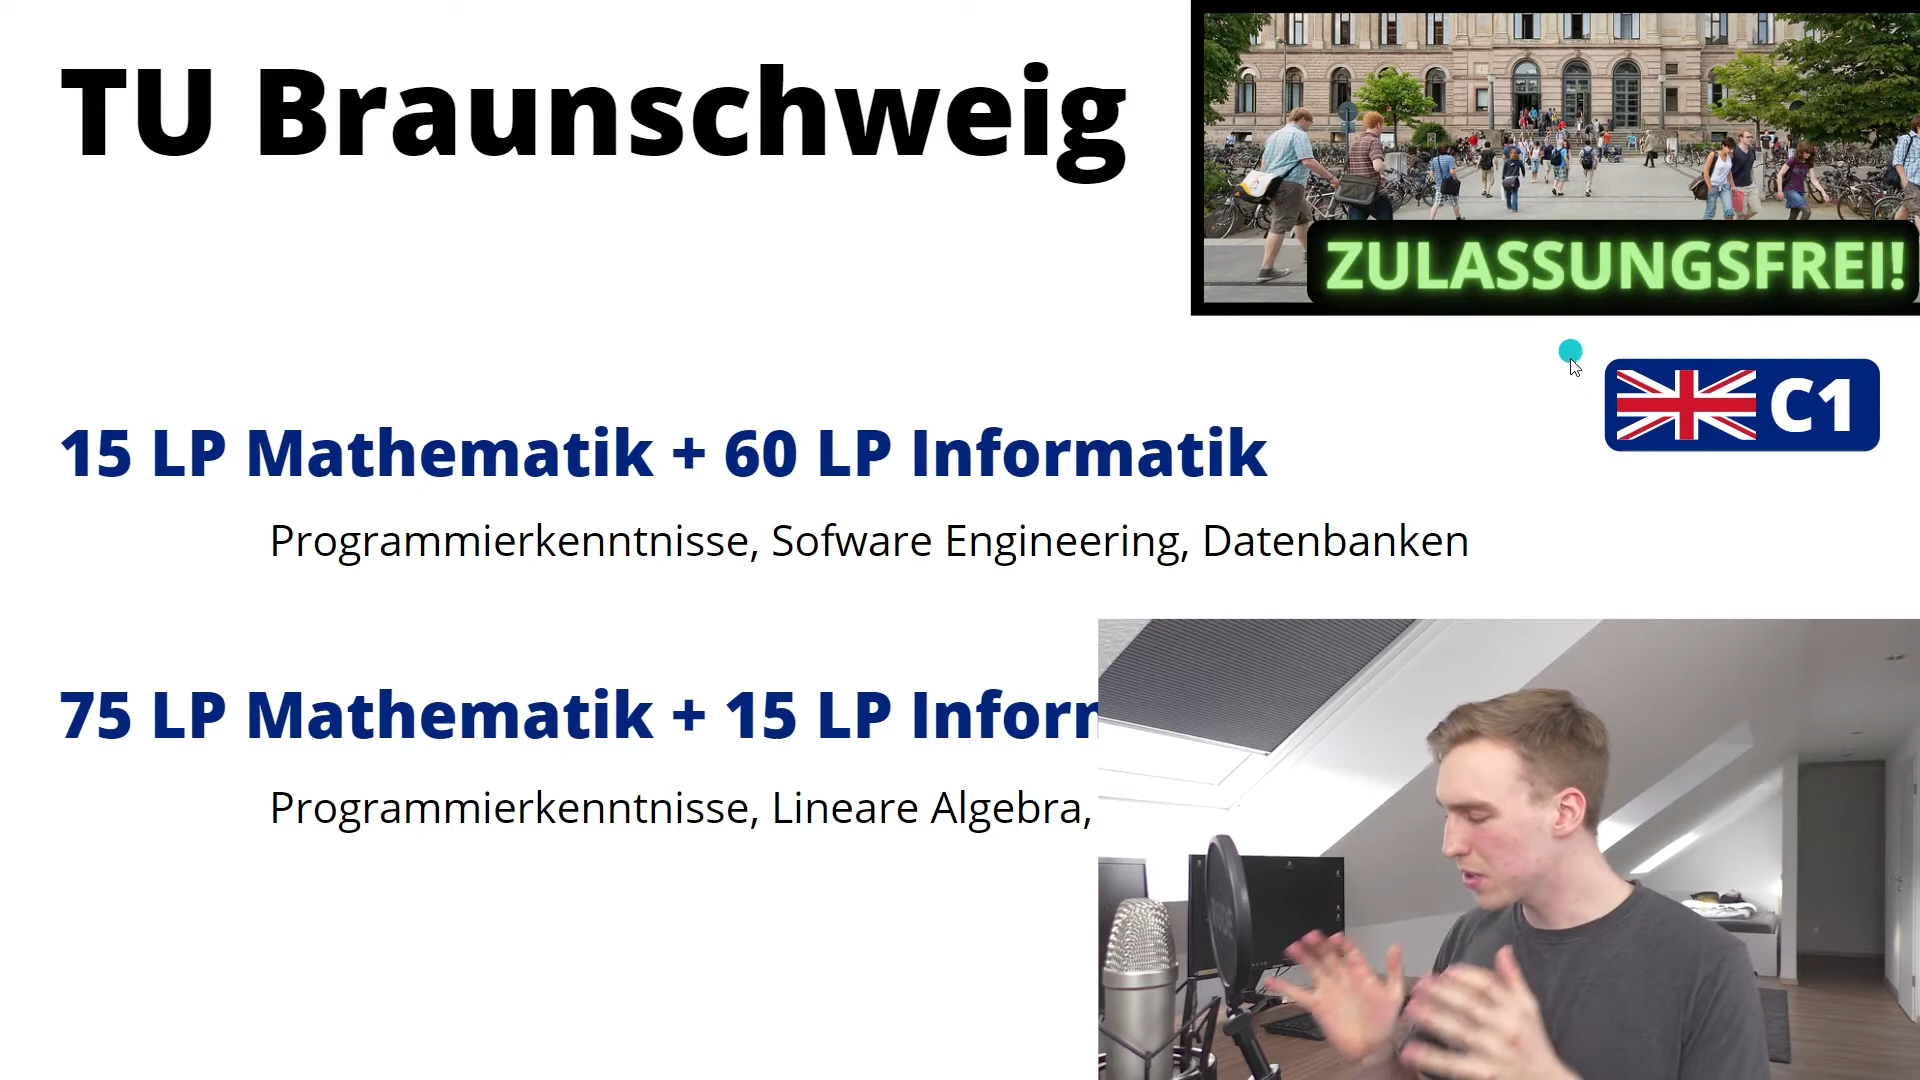 TU Braunschweig
ZULASSUNGSFREI!
C1
15 LP Mathematik + 60 LP Informatik
Programmierkenntnisse, Sofware Engineering, Datenbanken
75 LP Mathematik + 15 LP
Programmierkenntnisse, Lineare Algebra,